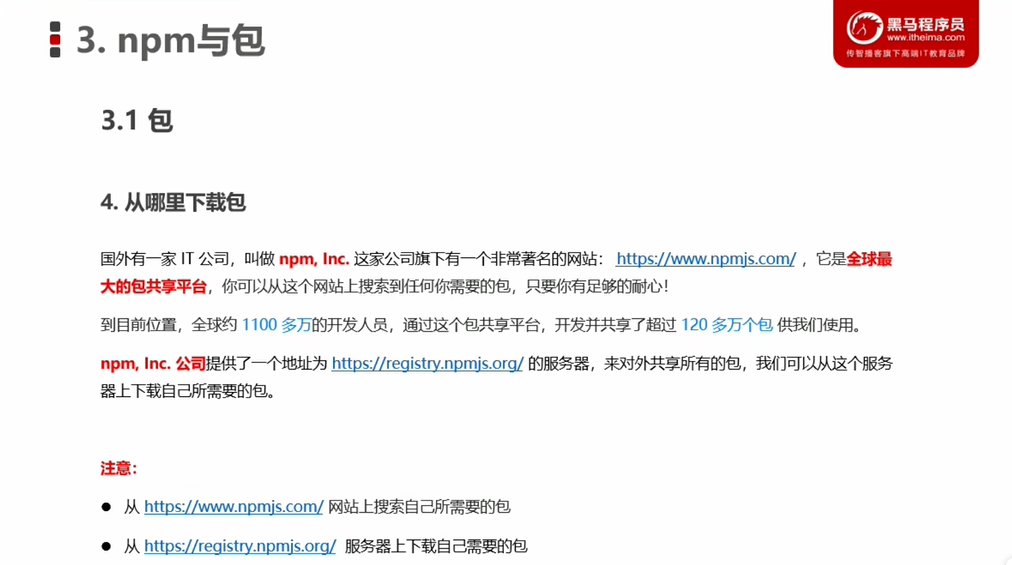 3. npm与包
黑马程序员
www.itheima.com
传智播客旗下高端IT教育品牌
3.1 包
4. 从哪里下载包
国外有一家 IT 公司，叫做 npm, Inc. 这家公司旗下有一个非常著名的网站： https://www.npmjs.com/ ，它是全球最
大的包共享平台，你可以从这个网站上搜索到任何你需要的包，只要你有足够的耐心！
到目前位置，全球约 1100 多万的开发人员，通过这个包共享平台，开发并共享了超过 120 多万个包 供我们使用。
npm, Inc. 公司提供了一个地址为 https://registry.npmjs.org/ 的服务器，来对外共享所有的包，我们可以从这个服务
器上下载自己所需要的包。
注意：
● 从 https://www.npmjs.com/ 网站上搜索自己所需要的包
● 从 https://registry.npmjs.org/ 服务器上下载自己需要的包